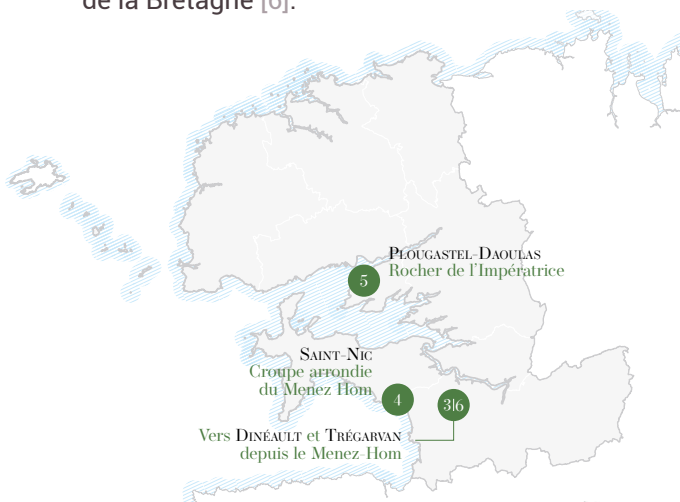 de la Bretagne [6].
PLOUGASTEL-DAOULAS
Rocher de l'Impératrice
5
SAINT-NIC
Croupe arrondie
du Menez Hom
4
3|6
Vers DINÉAULT et TRÉGARVAN
depuis le Menez-Hom